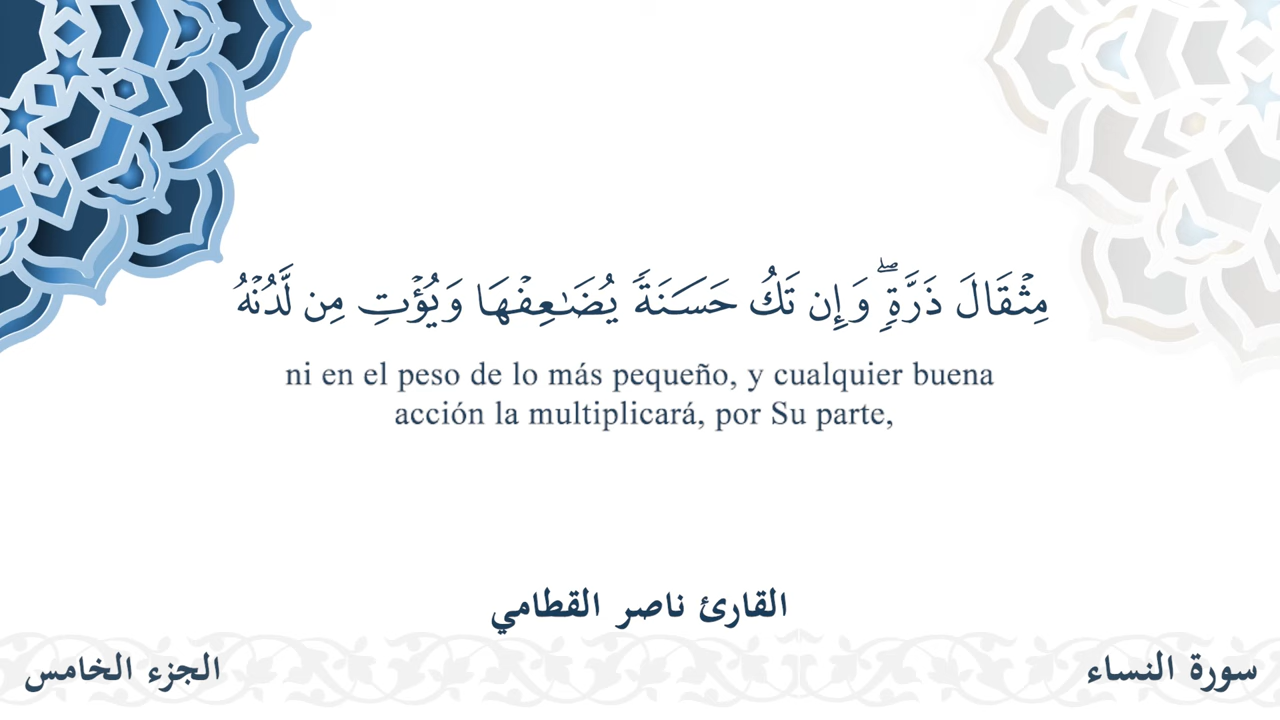 مِثْقَالَ ذَرَّةٍۖ وَإِن تَكُ حَسَنَةً يُضَـٰعِفْهَا وَيُؤْتِ مِن لَّدُنْهُ
ni en el peso de lo más pequeño, y cualquier buena
acción la multiplicará, por Su parte,
القارئ ناصر القطامي
سورة النساء
الجزء الخامس